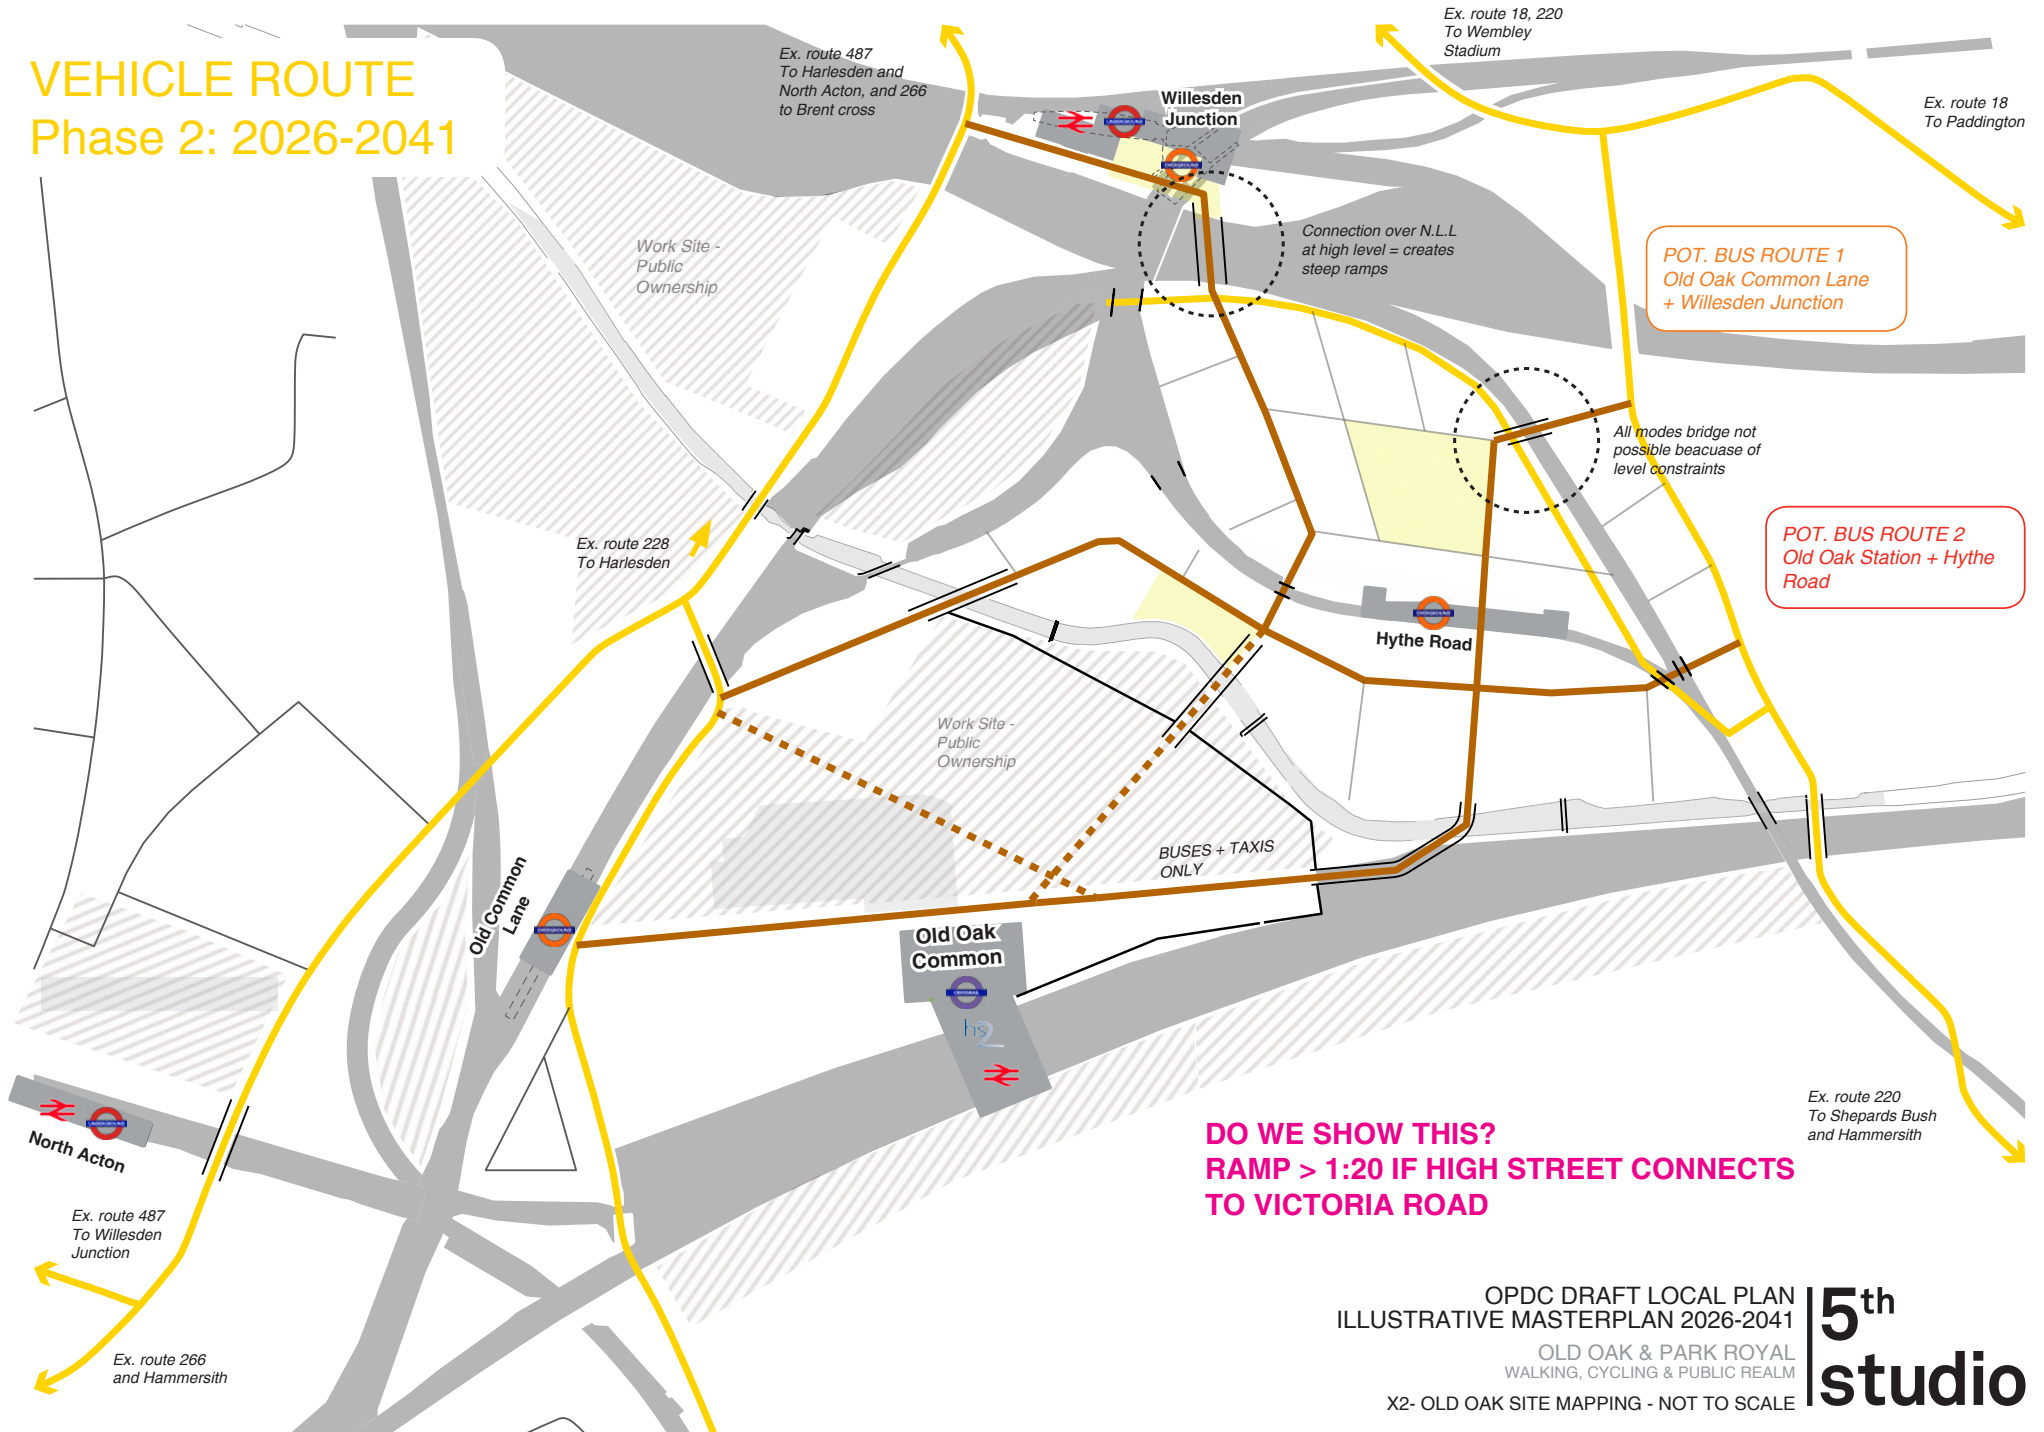 VEHICLE ROUTE
Phase 2: 2026-2041
Ex. route 487
To Harlesden and
North Acton, and 266
to Brent cross
Ex. route 18, 220
To Wembley
Stadium
Ex. route 18
To Paddington
Willesden
Junction
UNDERGROUND
OVERGROUND
Work Site -
Public
Ownership
Connection over N.L.L
at high level = creates
steep ramps
POT. BUS ROUTE 1
Old Oak Common Lane
+ Willesden Junction
All modes bridge not
possible beacuase of
level constraints
POT. BUS ROUTE 2
Old Oak Station + Hythe
Road
Ex. route 228
To Harlesden
OVERGROUND
Hythe Road
Work Site -
Public
Ownership
BUSES + TAXIS
ONLY
Old Common
Lane
OVERGROUND
Old Oak
Common
CROSSRAIL
hs2
UNDERGROUND
North Acton
Ex. route 220
To Shepards Bush
and Hammersith
DO WE SHOW THIS?
RAMP > 1:20 IF HIGH STREET CONNECTS
TO VICTORIA ROAD
Ex. route 487
To Willesden
Junction
Ex. route 266
and Hammersith
OPDC DRAFT LOCAL PLAN
ILLUSTRATIVE MASTERPLAN 2026-2041
OLD OAK & PARK ROYAL
WALKING, CYCLING & PUBLIC REALM
X2- OLD OAK SITE MAPPING - NOT TO SCALE
5th
studio